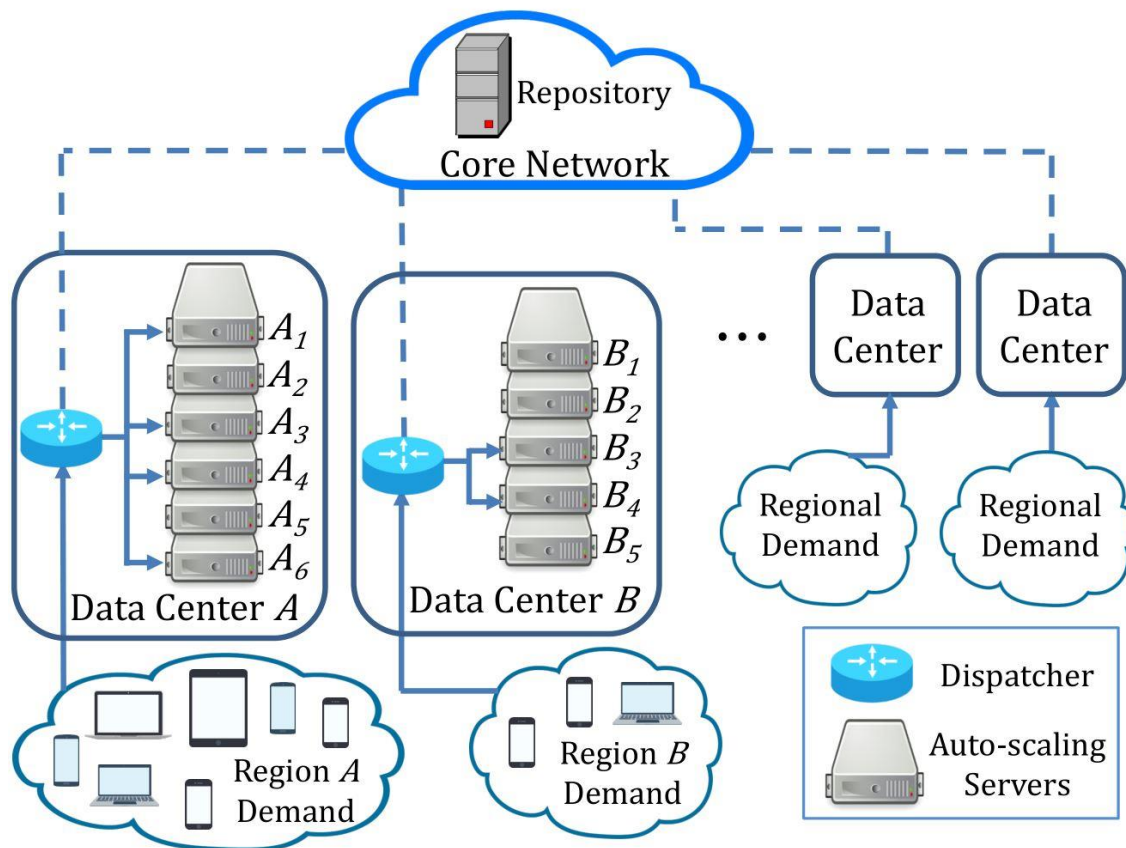 Repository
Core Network
A1
A2
A3
A4
A5
A6
Data Center A
B1
B2
B3
B4
B5
Data Center B
...
Data
Center
Data
Center
Regional
Demand
Regional
Demand
Region A
Demand
Region B
Demand
Dispatcher
Auto-scaling
Servers